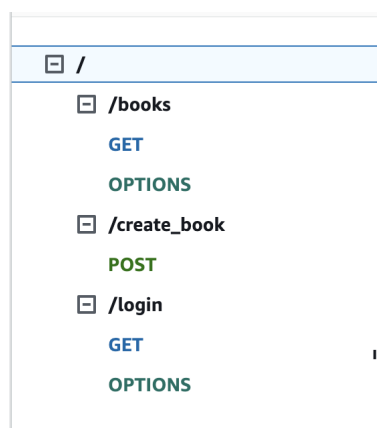 /
/books
GET
OPTIONS
/create_book
POST
/login
GET
OPTIONS